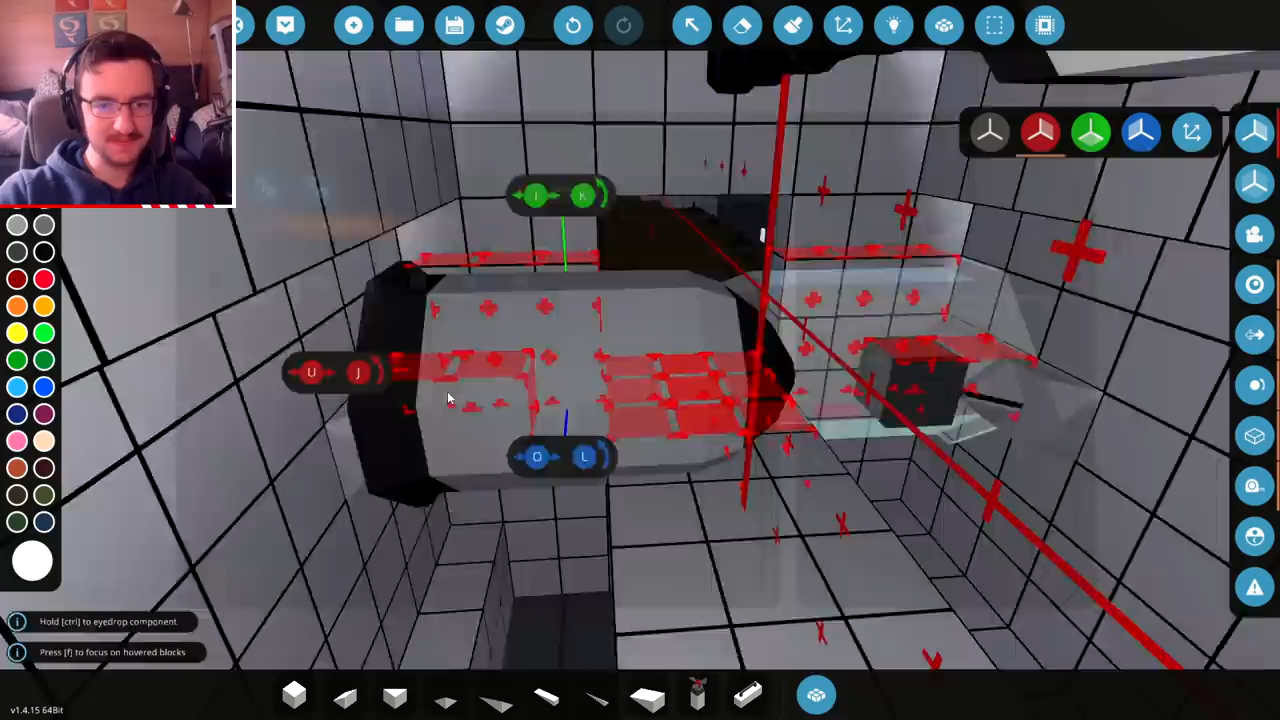 I K
U J
O L
Hold [ctrl] to eyedrop component
Press [f] to focus on hovered blocks
v1.4.15 64Bit